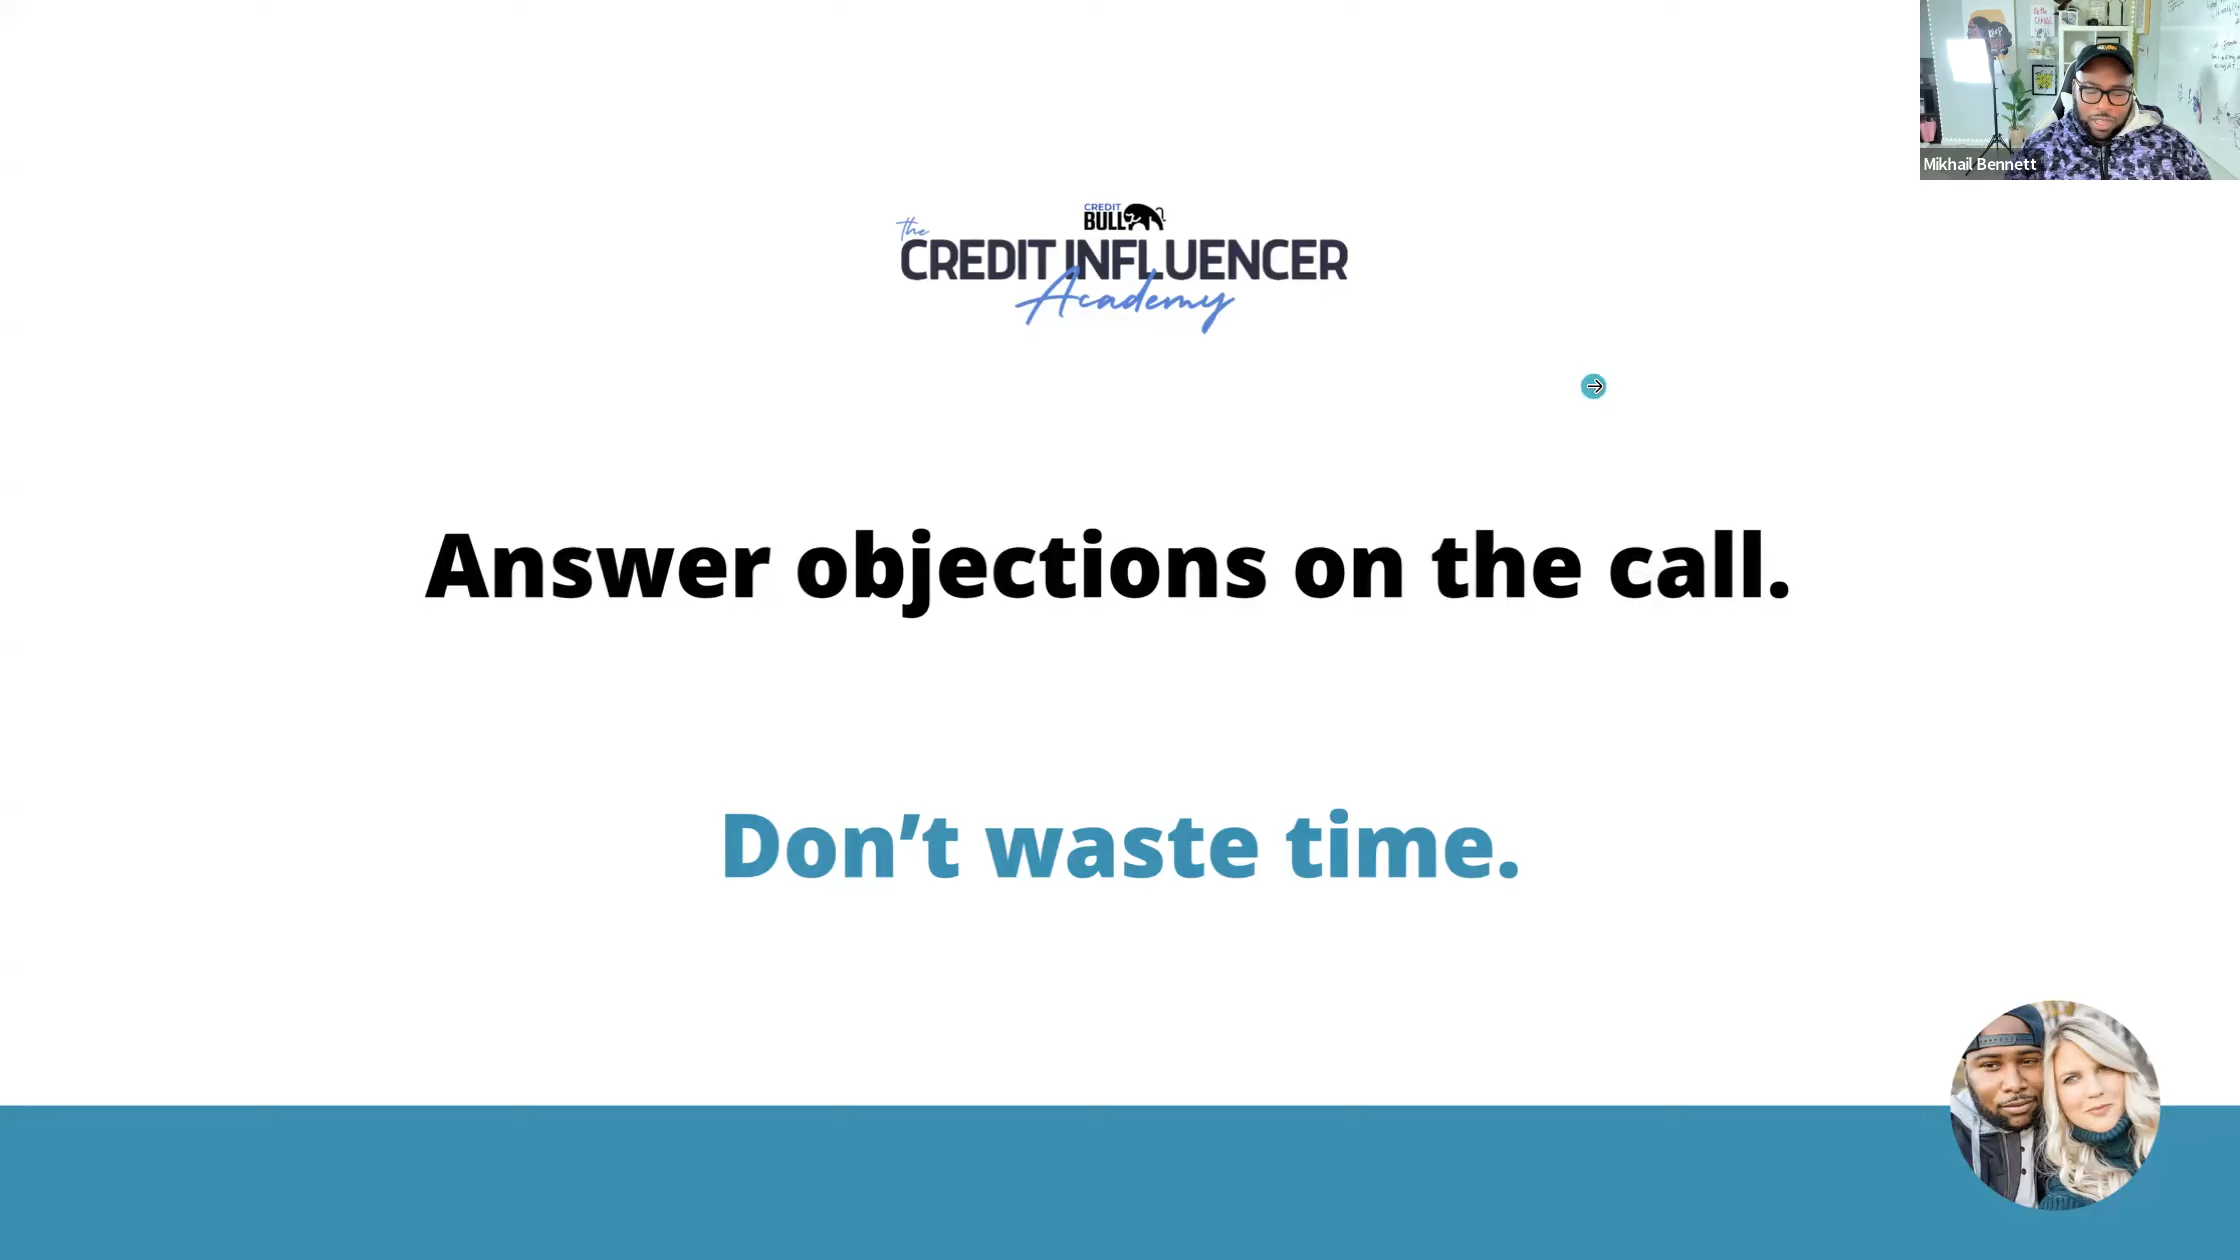 Mikhail Bennett
CREDIT
BULL
the
CREDIT INFLUENCER
Academy
Answer objections on the call.
Don’t waste time.